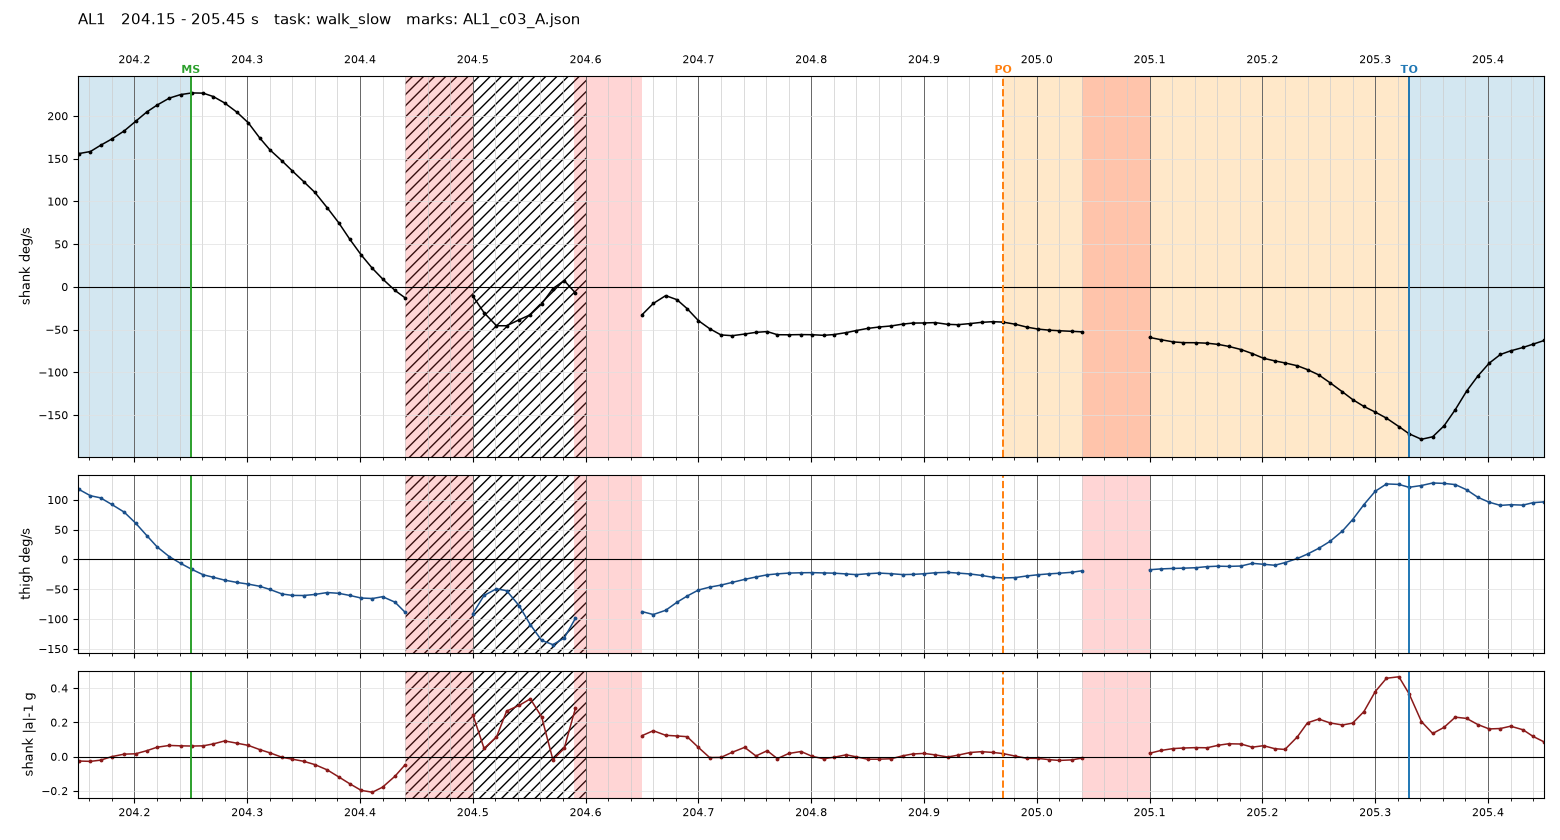 AL1   204.15 - 205.45 s   task: walk_slow   marks: AL1_c03_A.json
204.2 204.3 204.4 204.5 204.6 204.7 204.8 204.9 205.0 205.1 205.2 205.3 205.4
MS PO TO
shank deg/s
200
150
100
50
0
−50
−100
−150
thigh deg/s
100
50
0
−50
−100
−150
shank |a|-1 g
0.4
0.2
0.0
−0.2
204.2 204.3 204.4 204.5 204.6 204.7 204.8 204.9 205.0 205.1 205.2 205.3 205.4